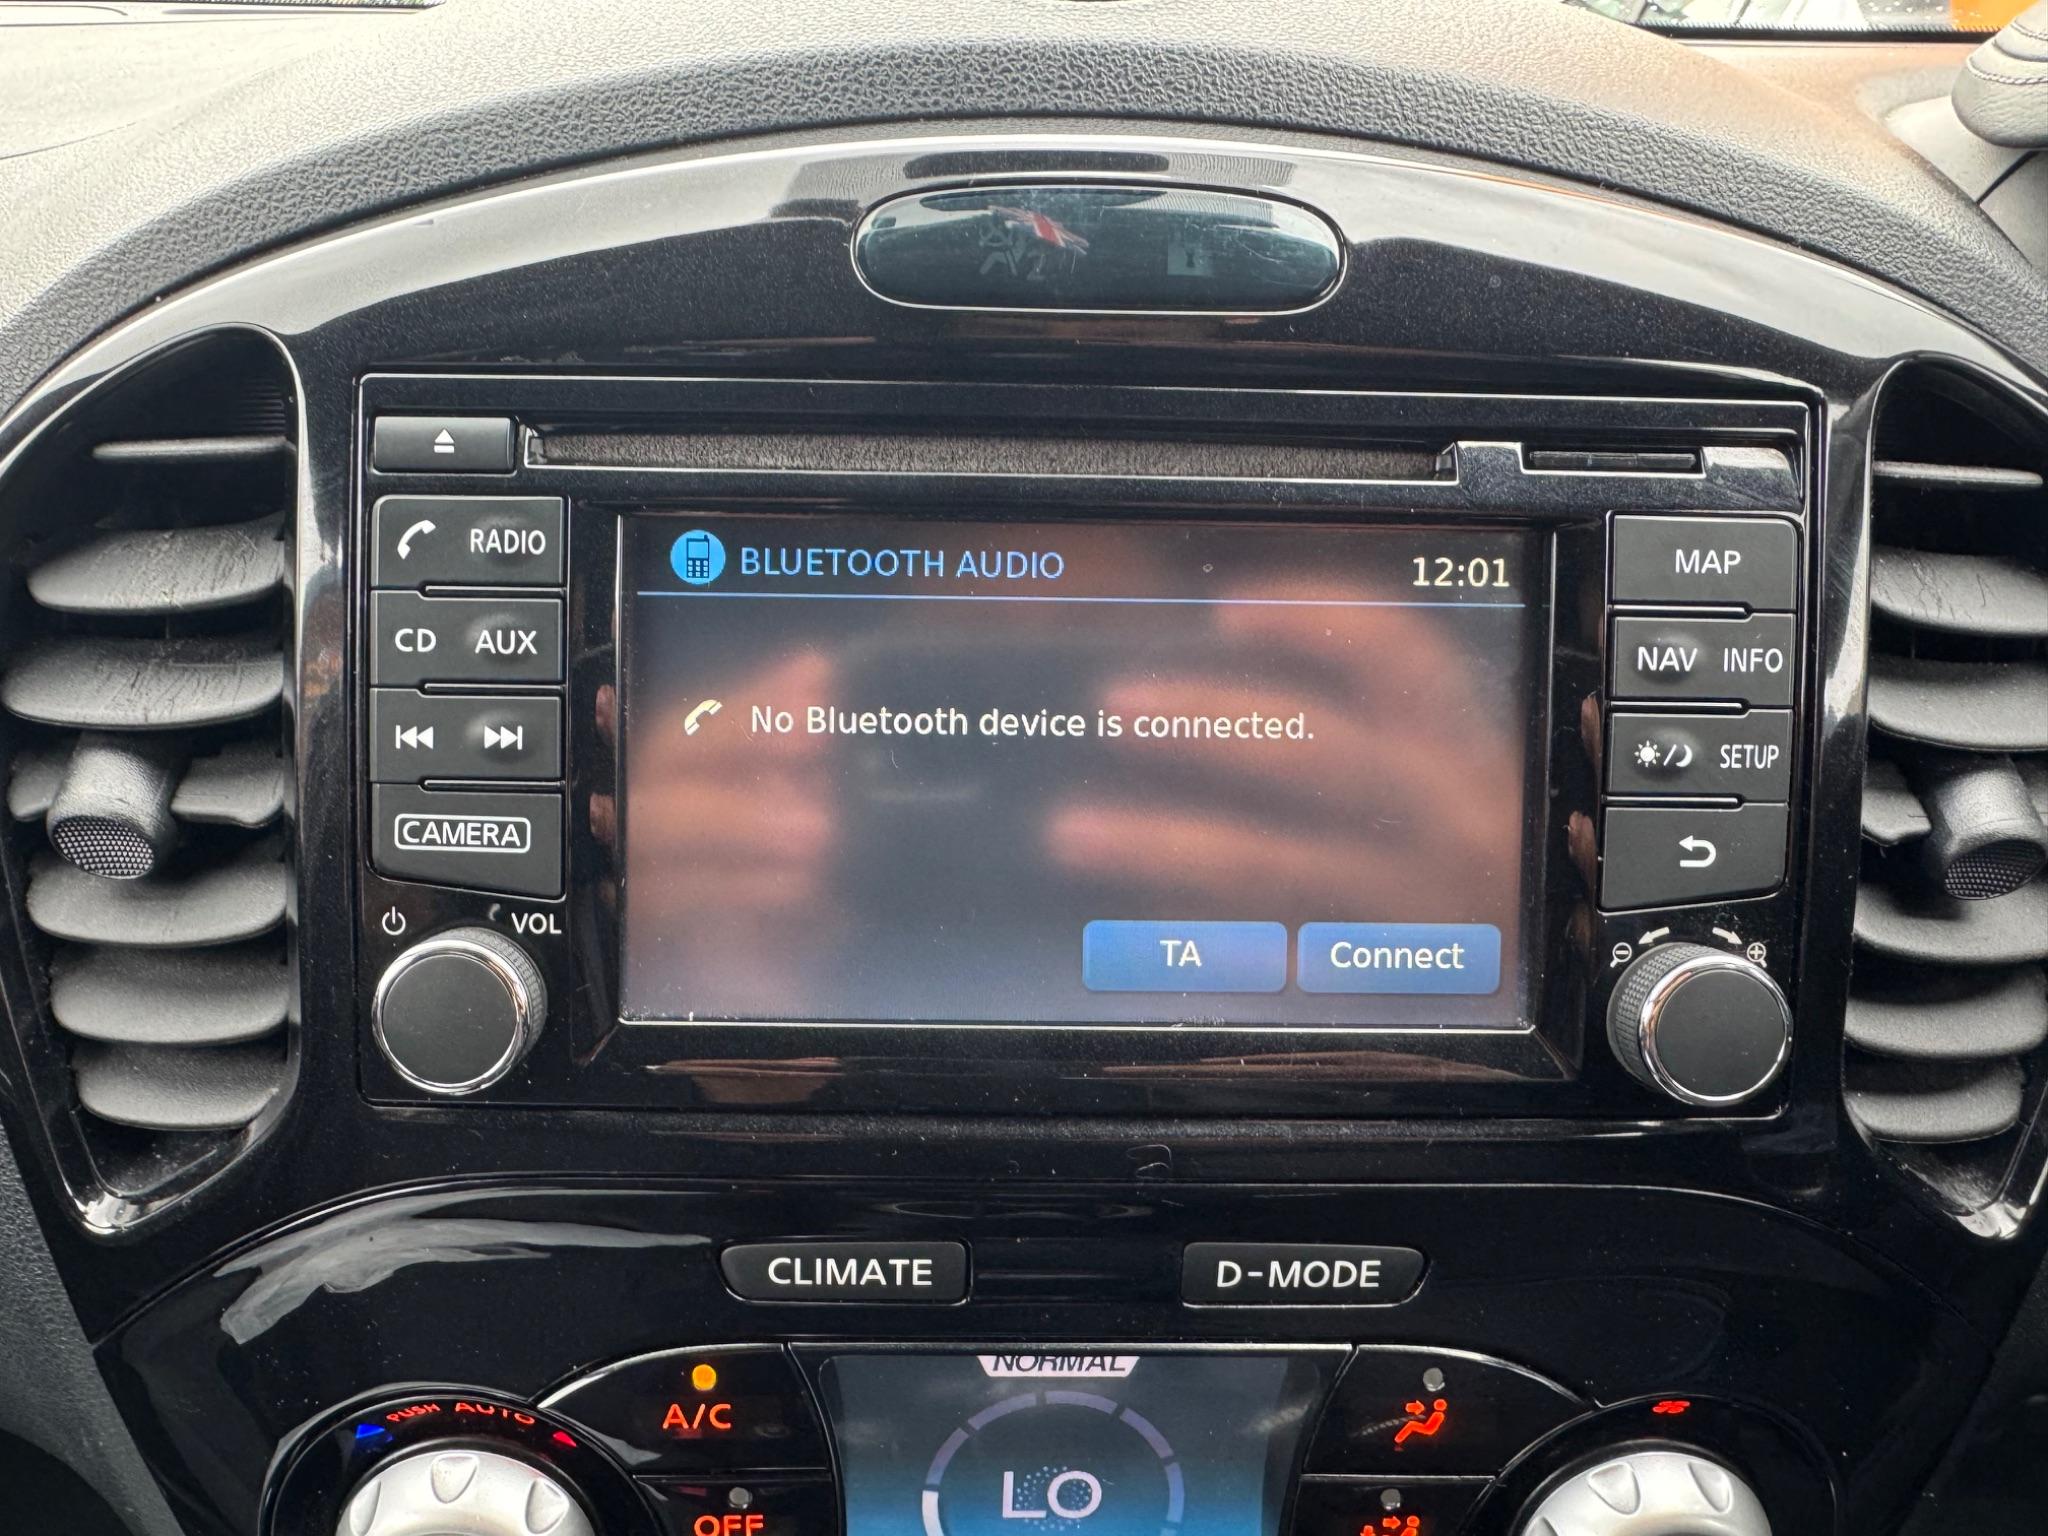 RADIO
CD AUX
CAMERA
VOL
BLUETOOTH AUDIO 12:01
No Bluetooth device is connected.
TA Connect
MAP
NAV INFO
SETUP
CLIMATE D-MODE
NORMAL
PUSH AUTO
A/C
LO
OFF